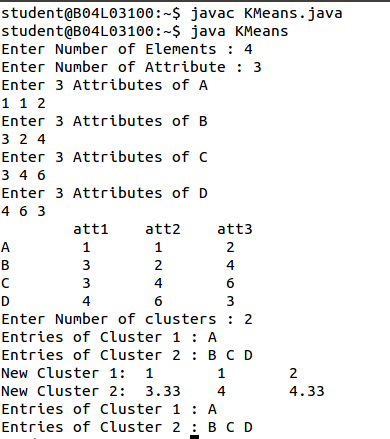 student@B04L03100:~$ javac KMeans.java
student@B04L03100:~$ java KMeans
Enter Number of Elements : 4
Enter Number of Attribute : 3
Enter 3 Attributes of A
1 1 2
Enter 3 Attributes of B
3 2 4
Enter 3 Attributes of C
3 4 6
Enter 3 Attributes of D
4 6 3
att1 att2 att3
A 1 1 2
B 3 2 4
C 3 4 6
D 4 6 3
Enter Number of clusters : 2
Entries of Cluster 1 : A
Entries of Cluster 2 : B C D
New Cluster 1: 1 1 2
New Cluster 2: 3.33 4 4.33
Entries of Cluster 1 : A
Entries of Cluster 2 : B C D